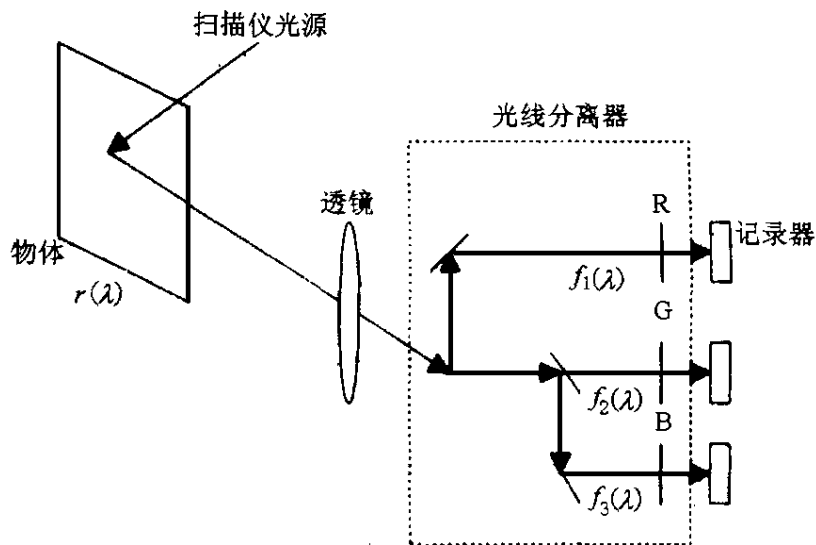 扫描仪光源
光线分离器
透镜
物体
r(λ)
R
记录器
f₁(λ)
G
f₂(λ)
B
f₃(λ)